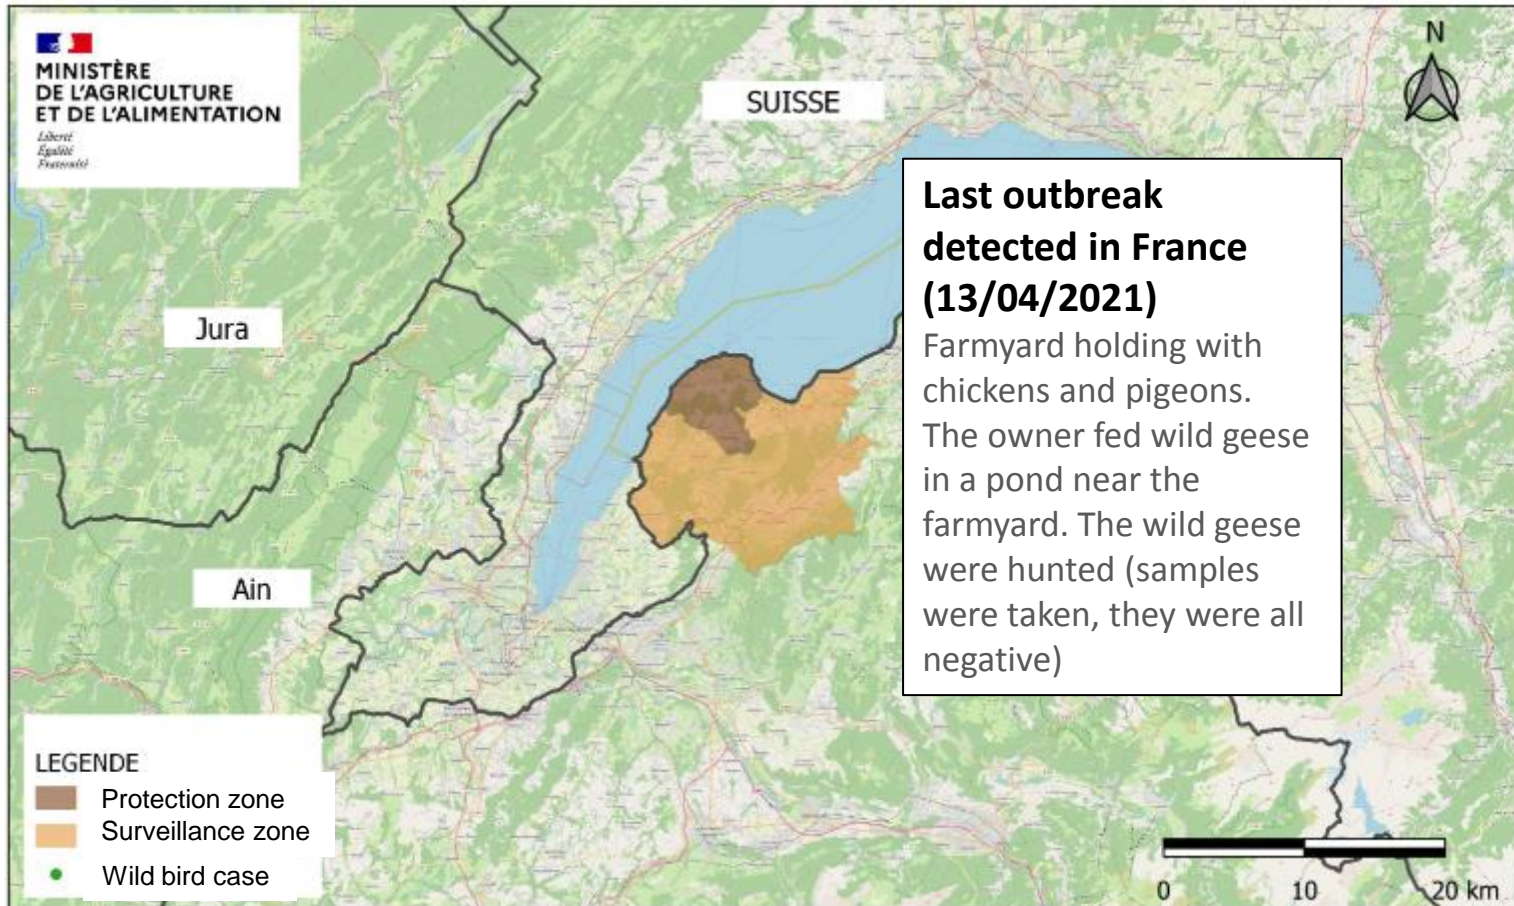 MINISTÈRE
DE L'AGRICULTURE
ET DE L'ALIMENTATION
Liberté
Égalité
Fraternité
SUISSE
N
Last outbreak
detected in France
(13/04/2021)
Farmyard holding with
chickens and pigeons.
The owner fed wild geese
in a pond near the
farmyard. The wild geese
were hunted (samples
were taken, they were all
negative)
Jura
Ain
LEGENDE
Protection zone
Surveillance zone
Wild bird case
0 10 20 km